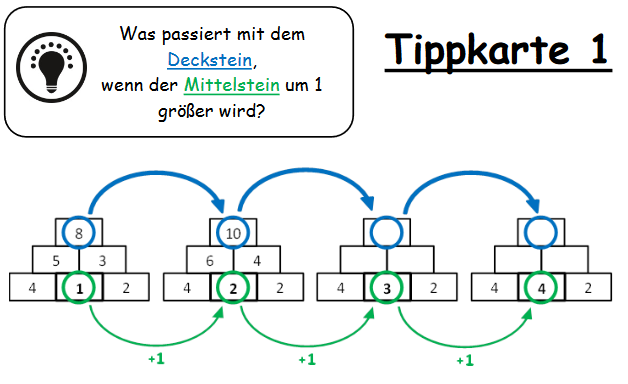 Was passiert mit dem
Deckstein,
wenn der Mittelstein um 1
größer wird?
Tippkarte 1
8 10
5 3 6 4
4 1 2 4 2 2 4 3 2 4 4 2
+1 +1 +1